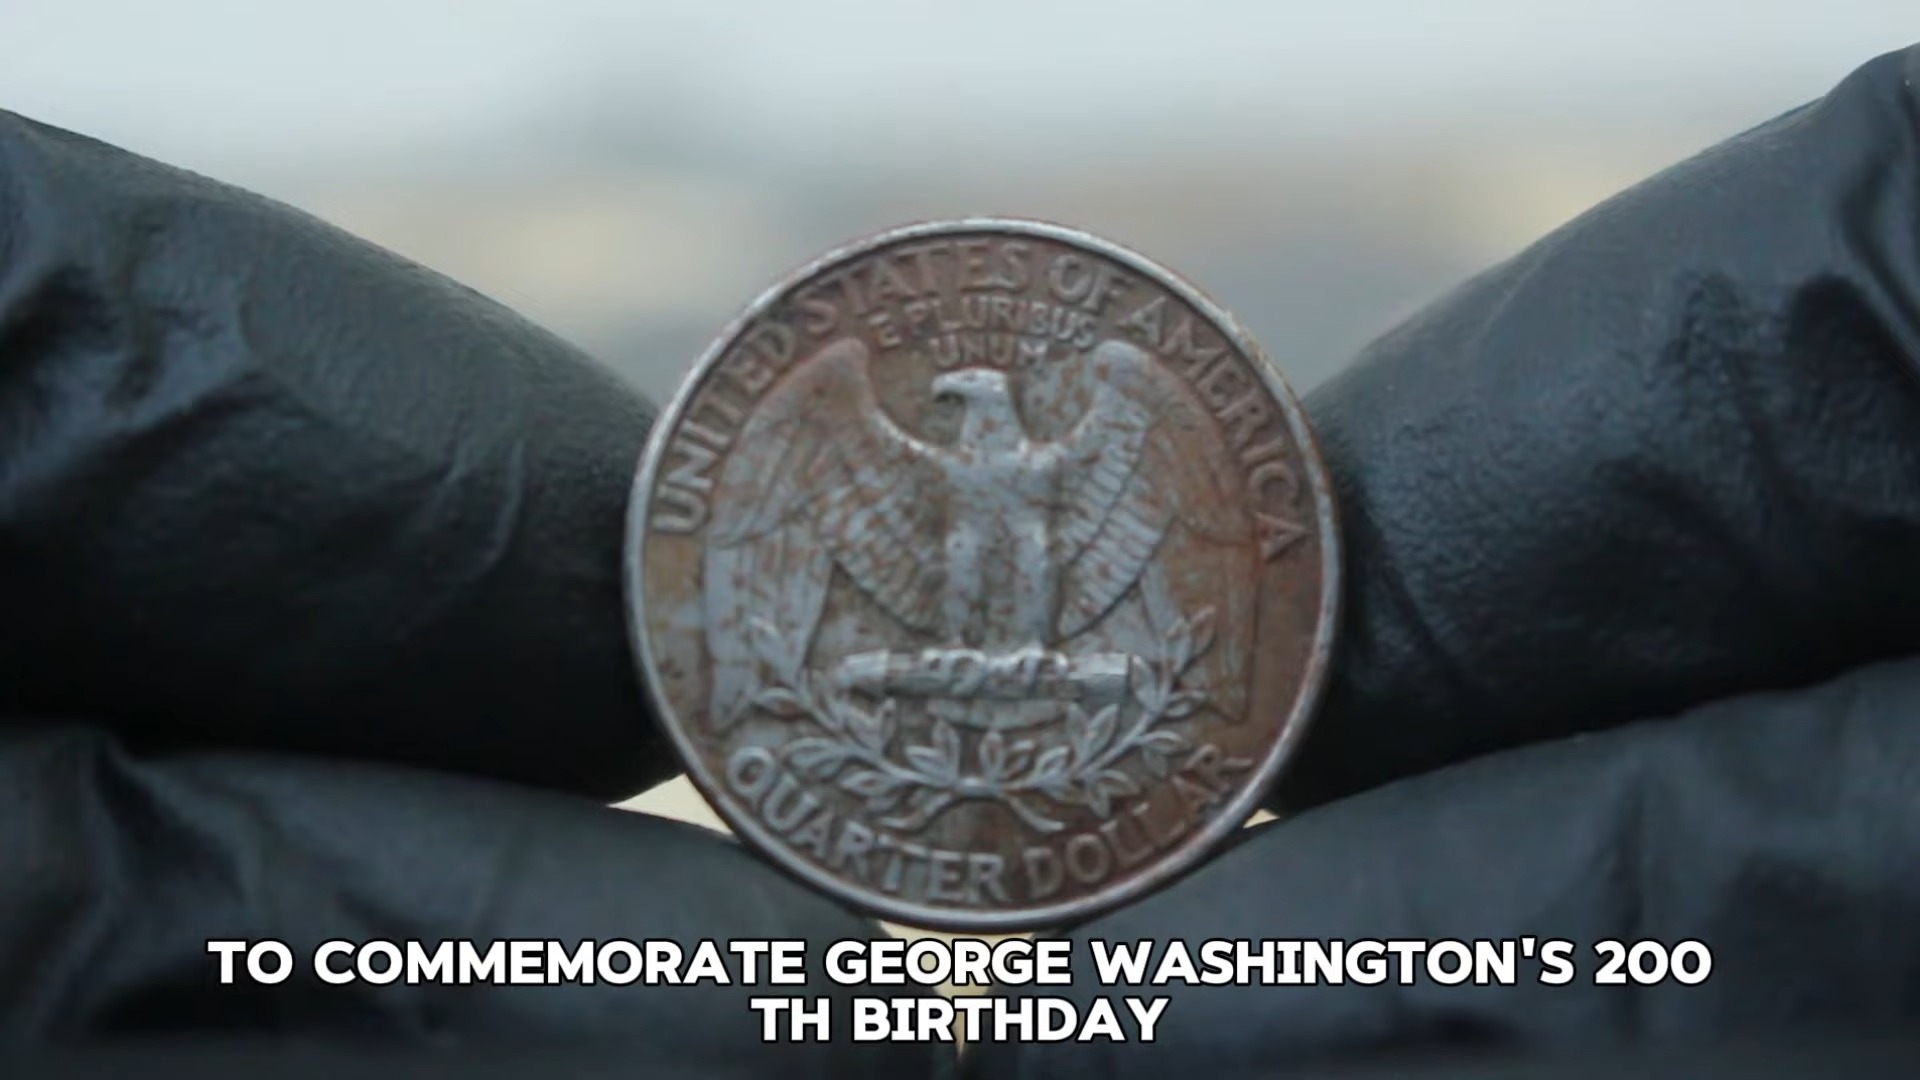 UNITED STATES OF AMERICA
E PLURIBUS
UNUM
QUARTER DOLLAR
TO COMMEMORATE GEORGE WASHINGTON'S 200
TH BIRTHDAY